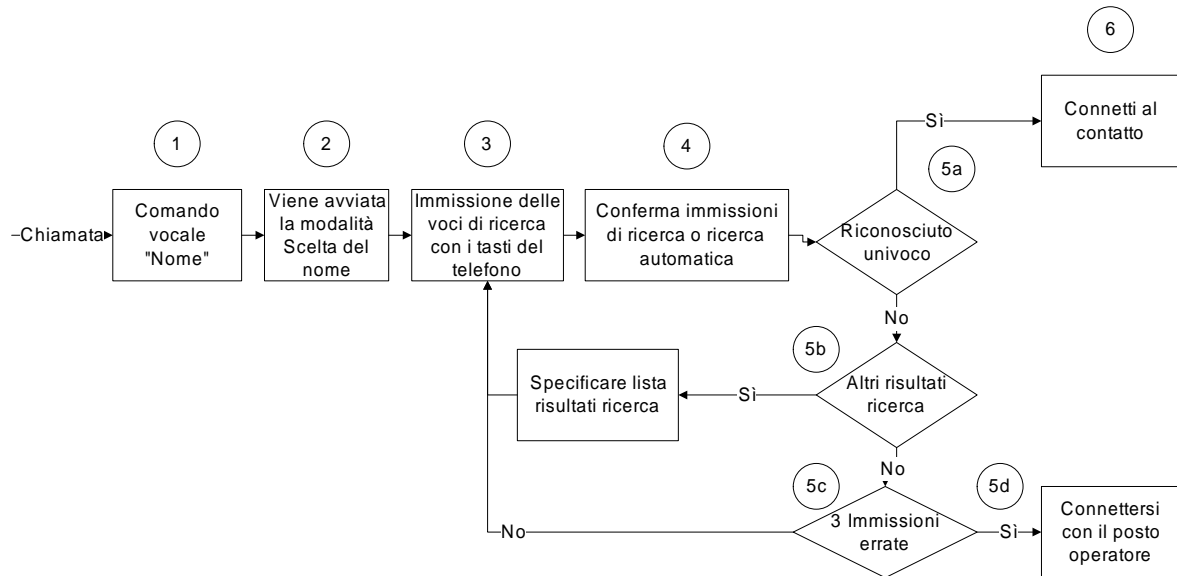 6
Connetti al
contatto
Sì
1
2
3
4
5a
Chiamata
Comando
vocale
"Nome"
Viene avviata
la modalità
Scelta del
nome
Immissione delle
voci di ricerca
con i tasti del
telefono
Conferma immissioni
di ricerca o ricerca
automatica
Riconosciuto
univoco
No
5b
Specificare lista
risultati ricerca
Sì
Altri risultati
ricerca
No
5c
5d
No
3 Immissioni
errate
Sì
Connettersi
con il posto
operatore